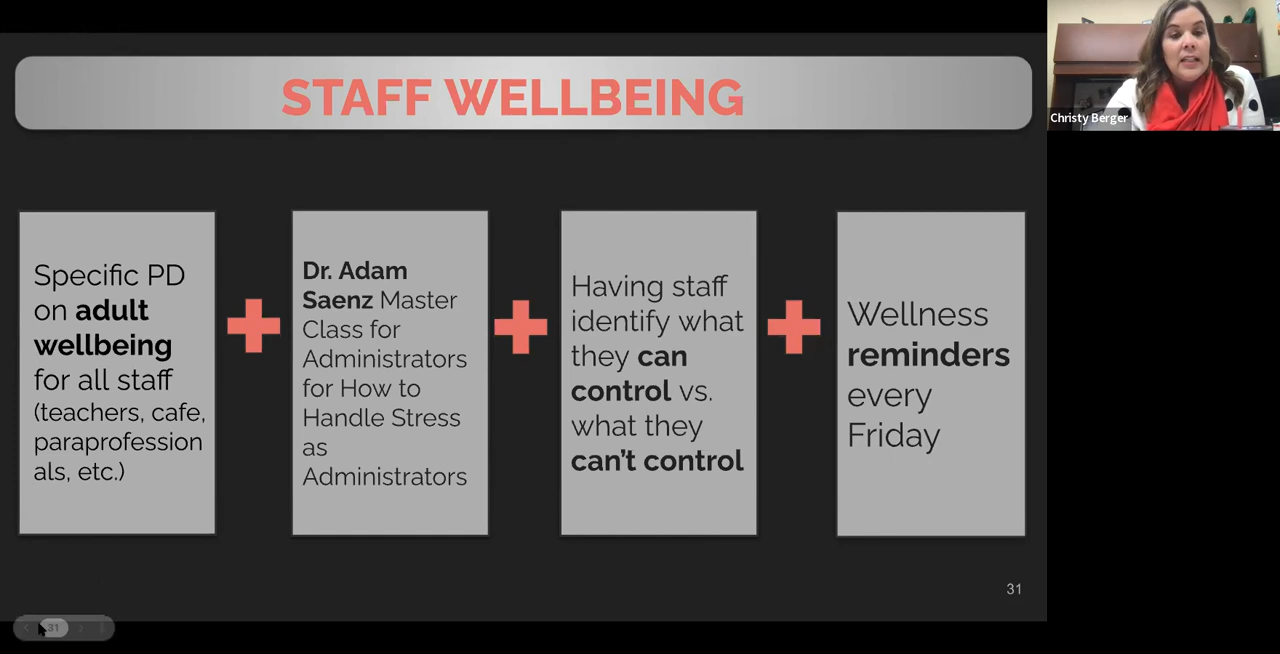 STAFF WELLBEING
Christy Berger
Specific PD
on adult
wellbeing
for all staff
(teachers, cafe,
paraprofession
als, etc.)
Dr. Adam
Saenz Master
Class for
Administrators
for How to
Handle Stress
as
Administrators
Having staff
identify what
they can
control vs.
what they
can't control
Wellness
reminders
every
Friday
31
31